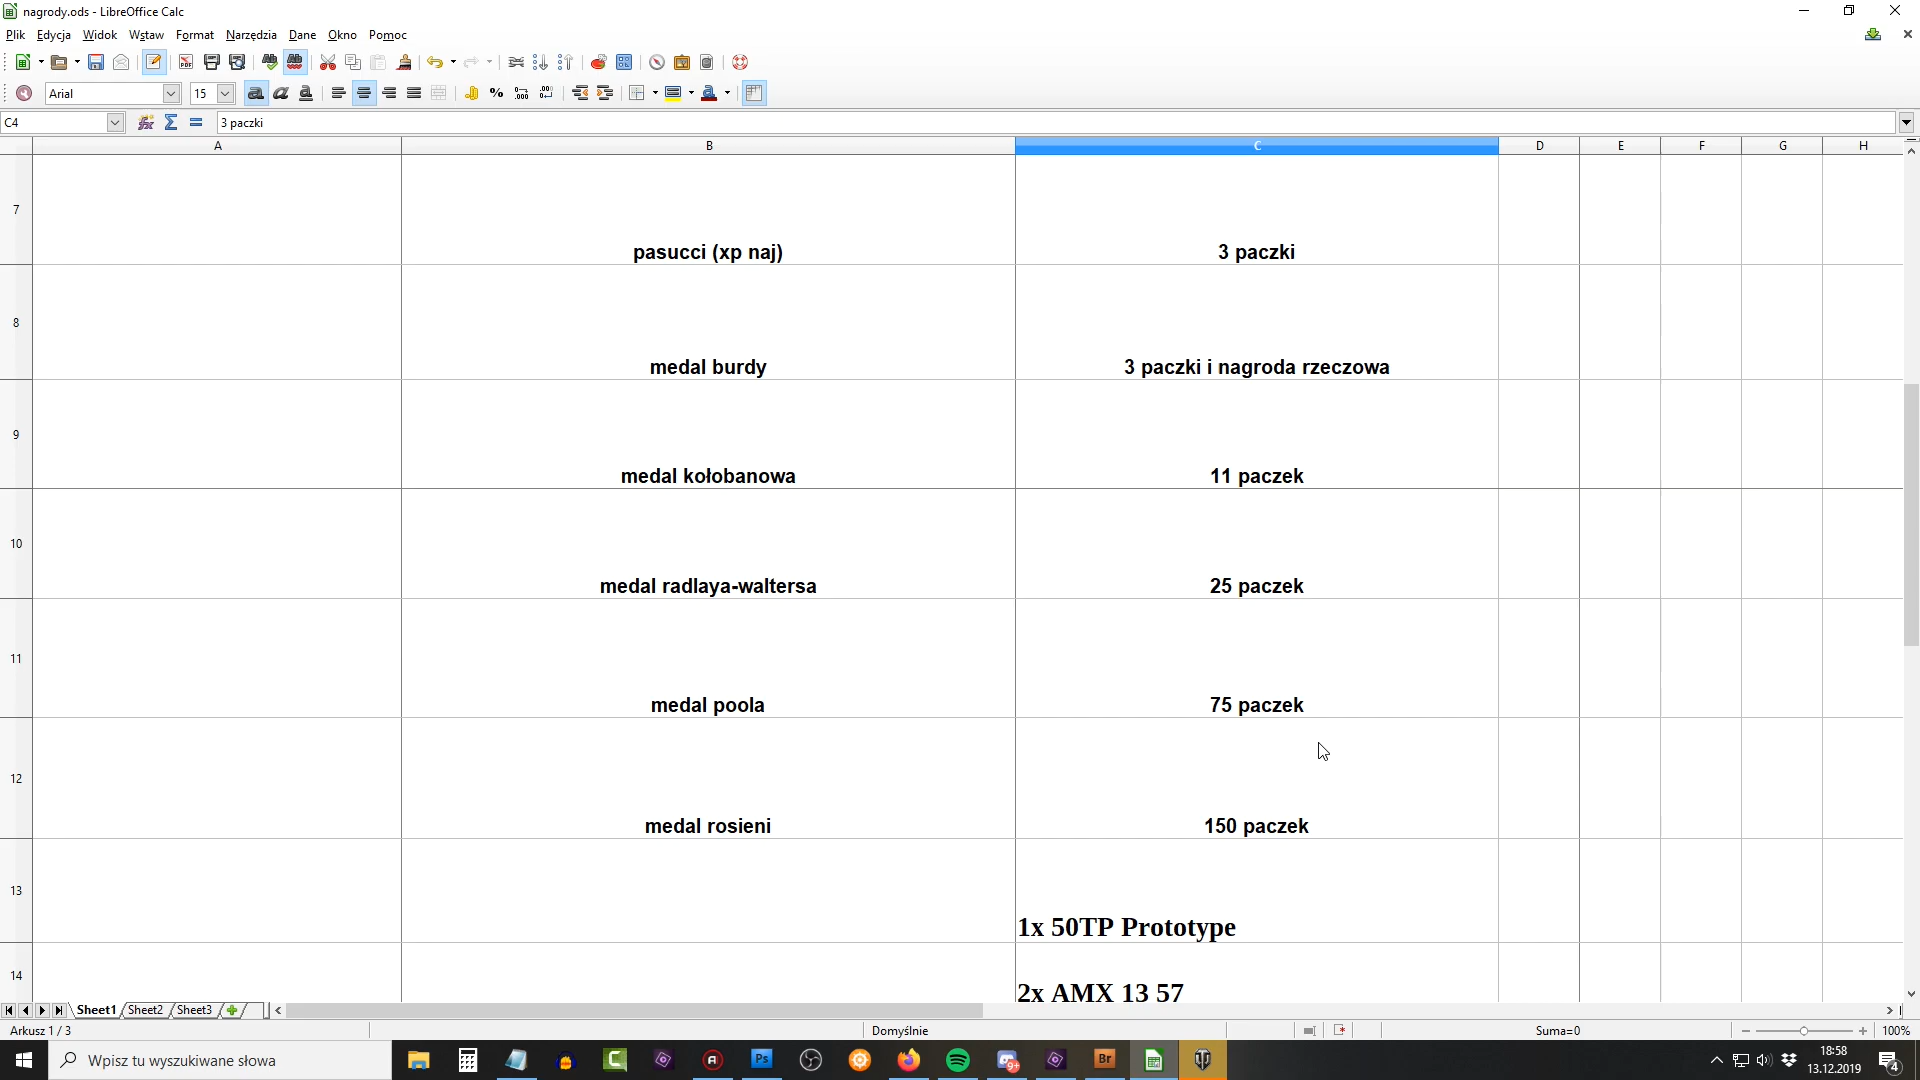 nagrody.ods - LibreOffice Calc
Plik Edycja Widok Wstaw Format Narzędzia Dane Okno Pomoc
Arial 15
C4 3 paczki
A B C D E F G H
7 pasucci (xp naj) 3 paczki
8 medal burdy 3 paczki i nagroda rzeczowa
9 medal kołobanowa 11 paczek
10 medal radlaya-waltersa 25 paczek
11 medal poola 75 paczek
12 medal rosieni 150 paczek
13 1x 50TP Prototype
14 2x AMX 13 57
Sheet1 Sheet2 Sheet3
Arkusz 1 / 3 Domyślnie Suma=0 100%
Wpisz tu wyszukiwane słowa Ps 9+ Br 18:58
13.12.2019 4